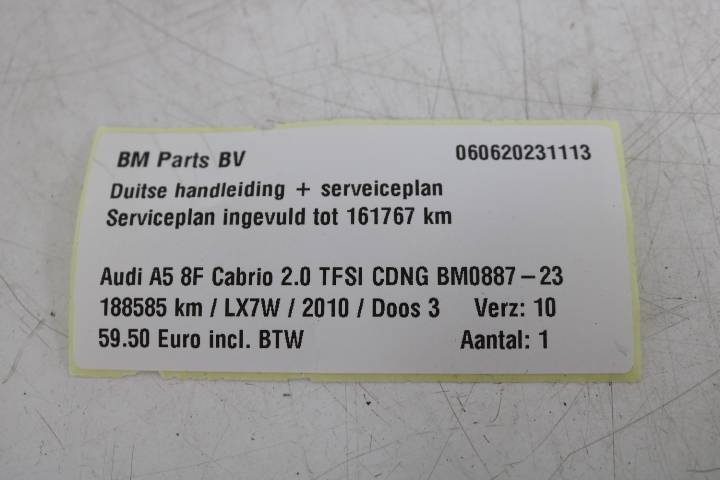 BM Parts BV 060620231113
Duitse handleiding + serveiceplan
Serviceplan ingevuld tot 161767 km
Audi A5 8F Cabrio 2.0 TFSI CDNG BM0887-23
188585 km / LX7W / 2010 / Doos 3 Verz: 10
59.50 Euro incl. BTW Aantal: 1